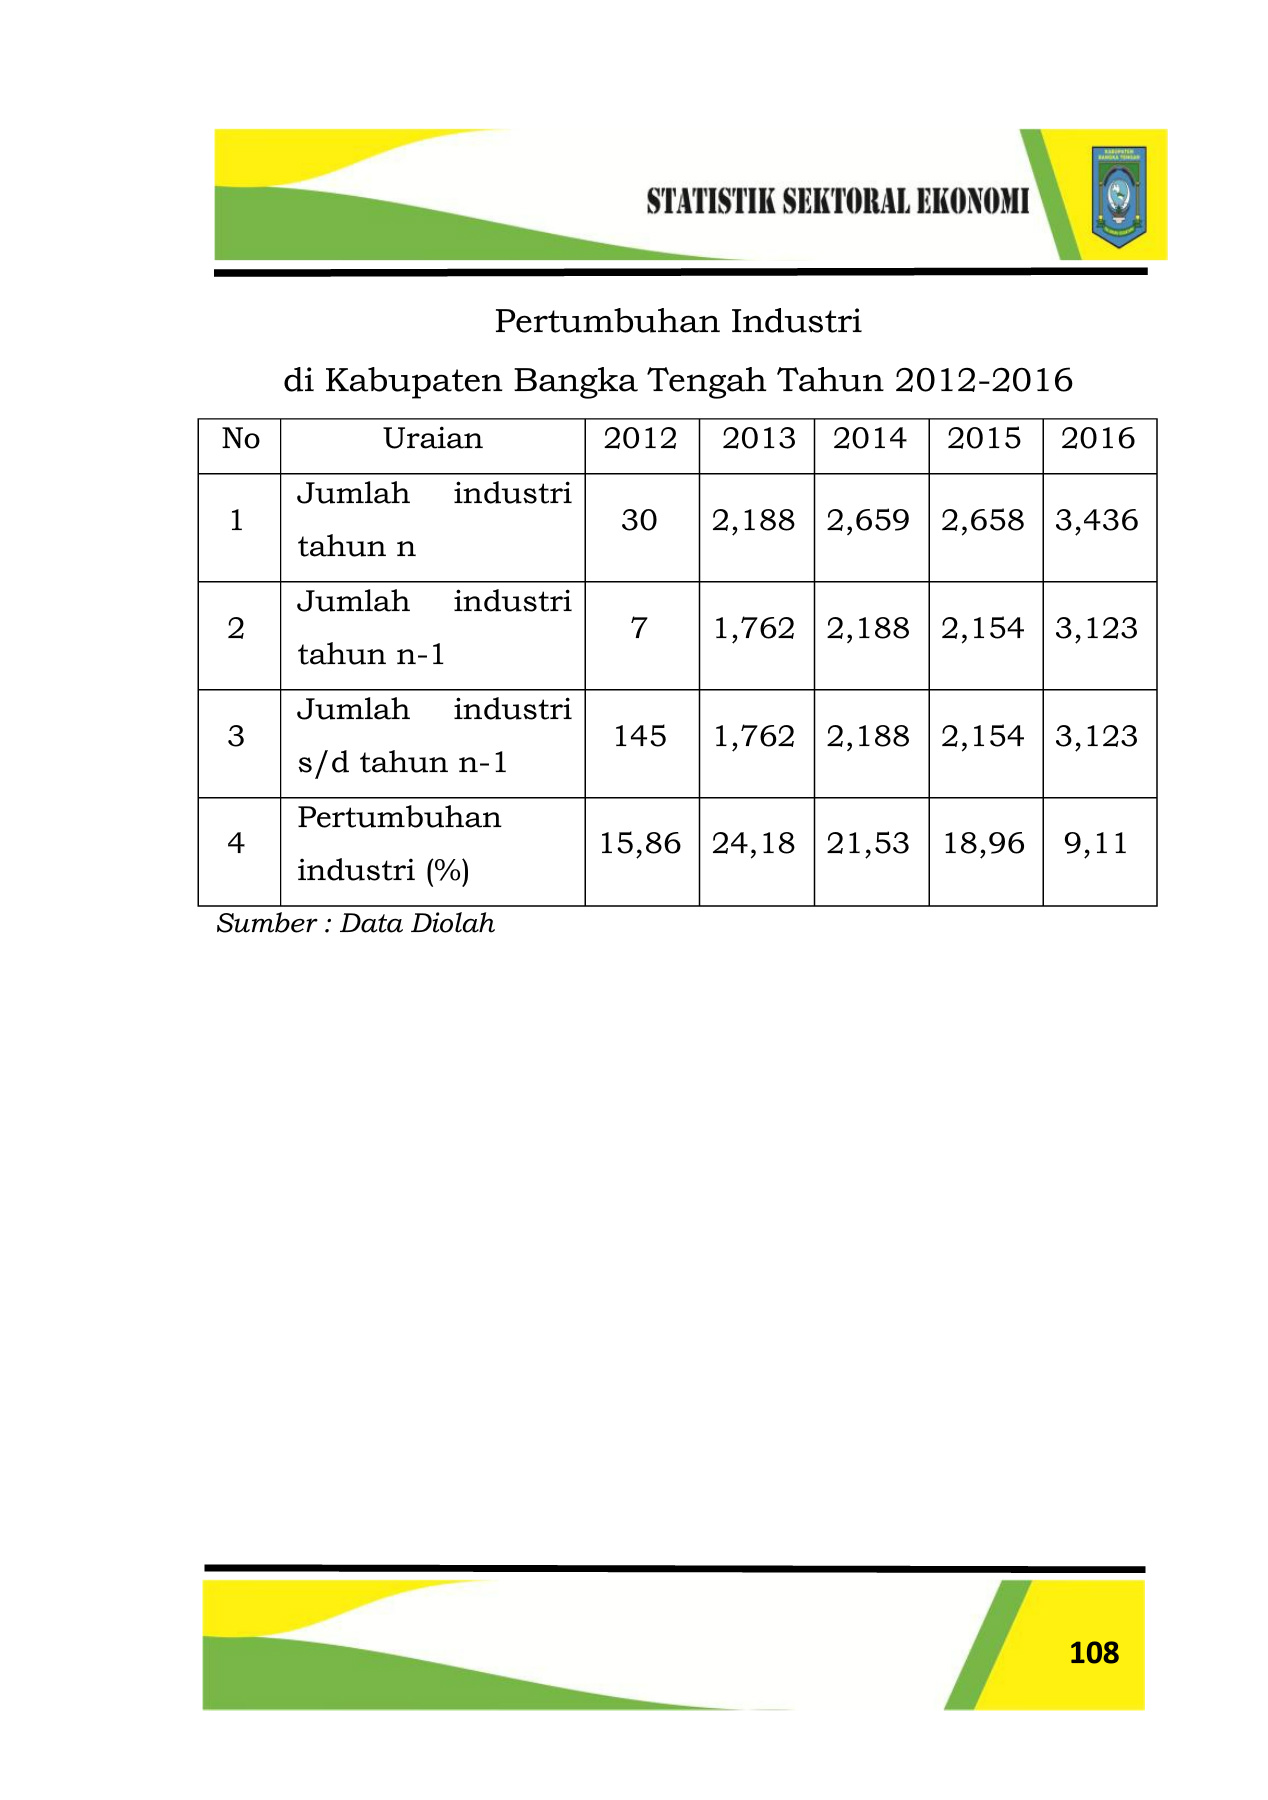 KABUPATEN
BANGKA TENGAH
STATISTIK SEKTORAL EKONOMI
Pertumbuhan Industri
di Kabupaten Bangka Tengah Tahun 2012-2016
No Uraian 2012 2013 2014 2015 2016
1 Jumlah industri tahun n 30 2,188 2,659 2,658 3,436
2 Jumlah industri tahun n-1 7 1,762 2,188 2,154 3,123
3 Jumlah industri s/d tahun n-1 145 1,762 2,188 2,154 3,123
4 Pertumbuhan industri (%) 15,86 24,18 21,53 18,96 9,11
Sumber : Data Diolah
108